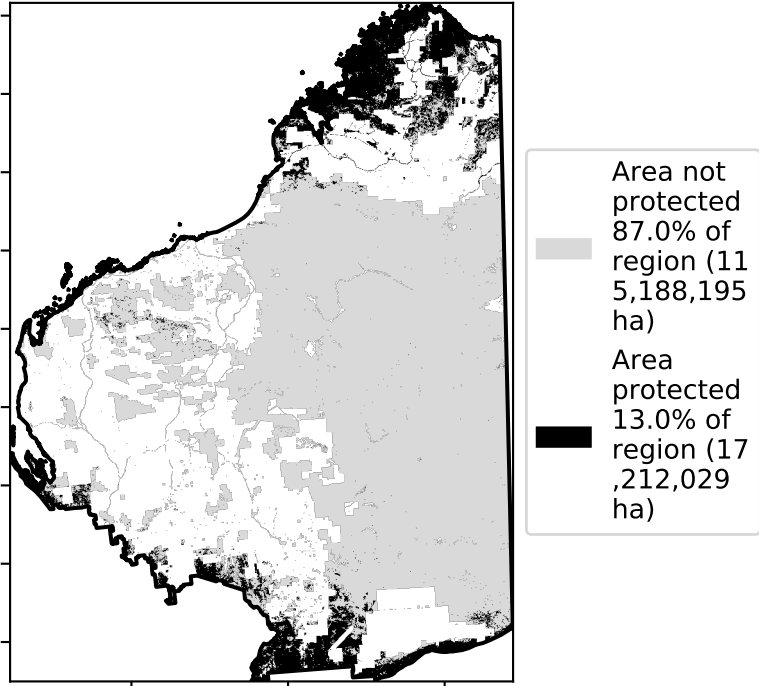 Area not
protected
87.0% of
region (11
5,188,195
ha)
Area
protected
13.0% of
region (17
,212,029
ha)